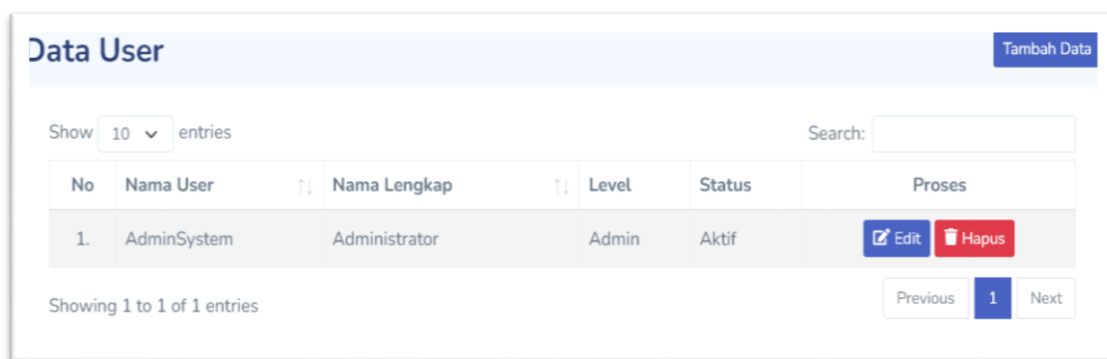 Data User Tambah Data
Show 10 entries Search:
No Nama User Nama Lengkap Level Status Proses
1. AdminSystem Administrator Admin Aktif Edit Hapus
Showing 1 to 1 of 1 entries Previous 1 Next